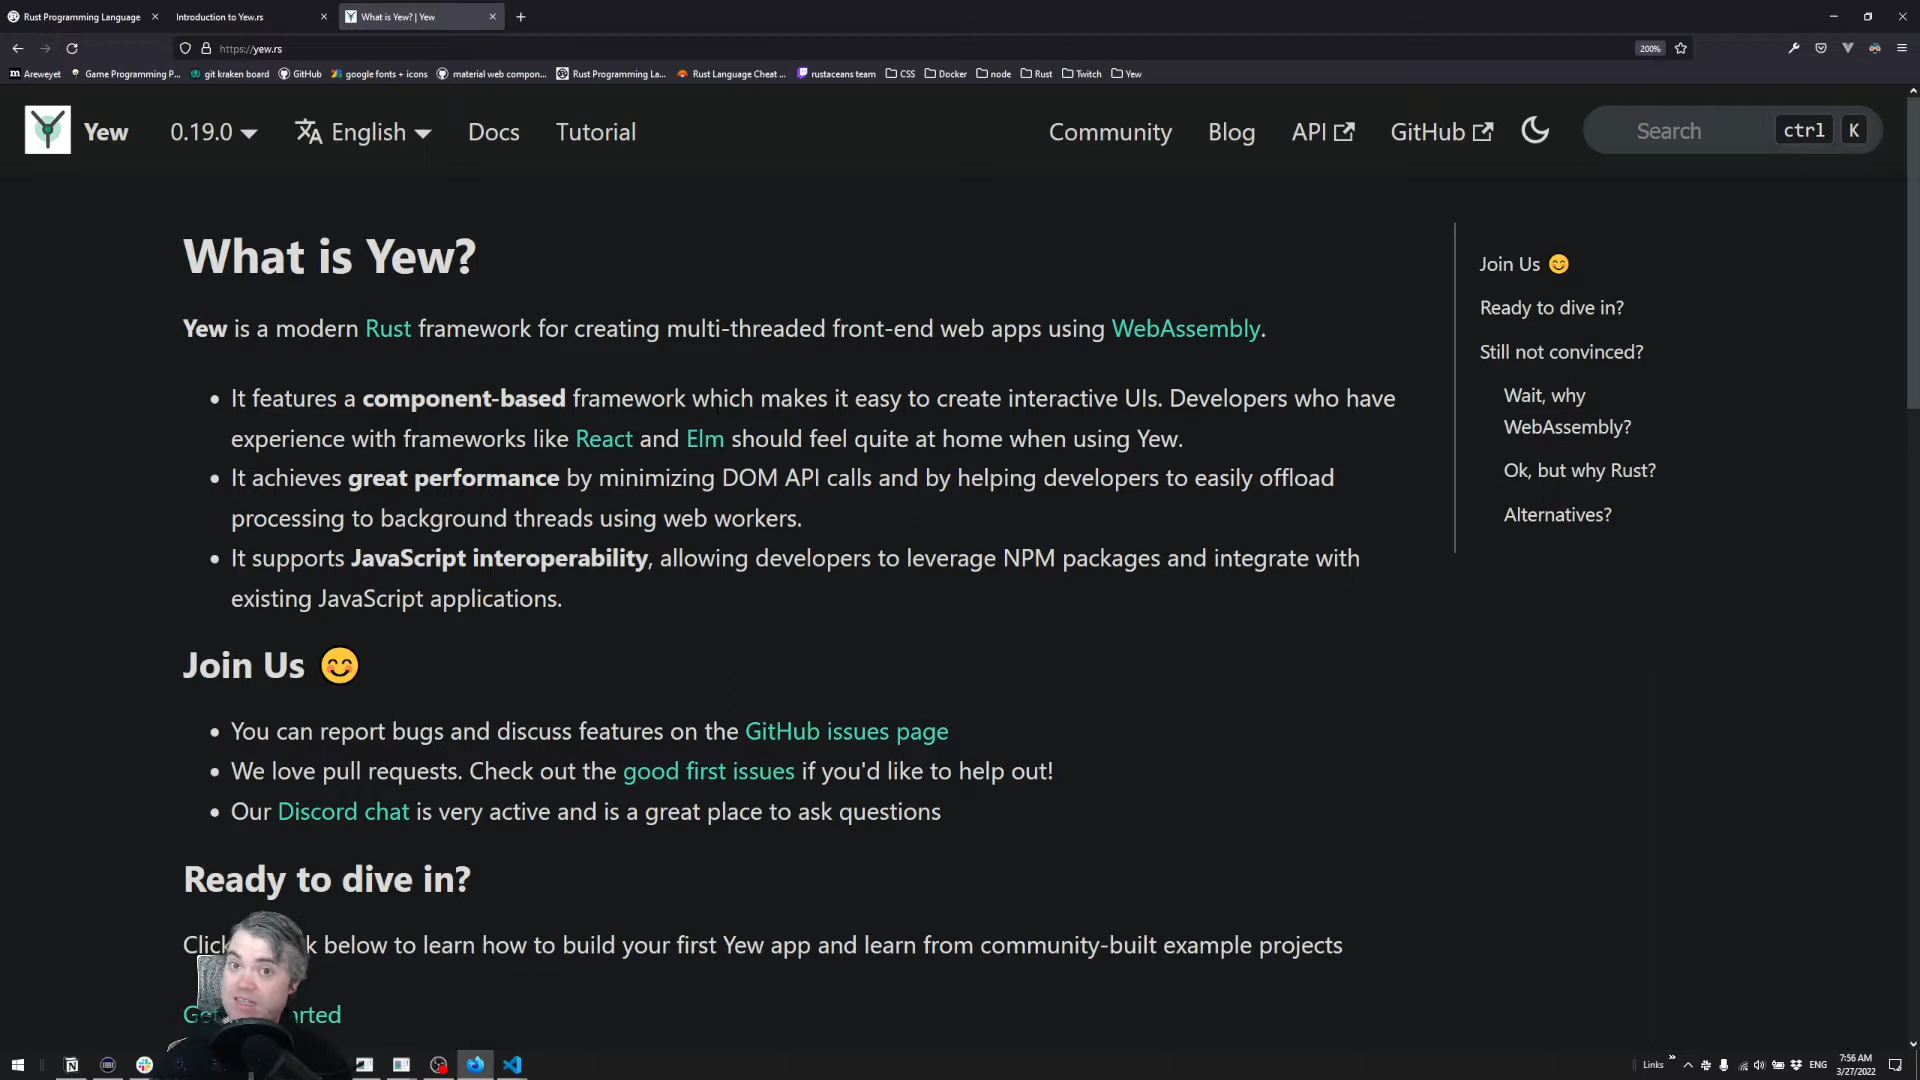 Rust Programming Language
Introduction to Yew.rs
What is Yew? | Yew
https://yew.rs
200%
Areweyet
Game Programming P...
git kraken board
GitHub
google fonts + icons
material web compon...
Rust Programming La...
Rust Language Cheat ...
rustaceans team
CSS
Docker
node
Rust
Twitch
Yew
Yew
0.19.0
English
Docs
Tutorial
Community
Blog
API
GitHub
Search
ctrl
K
What is Yew?
Yew is a modern Rust framework for creating multi-threaded front-end web apps using WebAssembly.
• It features a component-based framework which makes it easy to create interactive UIs. Developers who have
experience with frameworks like React and Elm should feel quite at home when using Yew.
• It achieves great performance by minimizing DOM API calls and by helping developers to easily offload
processing to background threads using web workers.
• It supports JavaScript interoperability, allowing developers to leverage NPM packages and integrate with
existing JavaScript applications.
Join Us 😊
• You can report bugs and discuss features on the GitHub issues page
• We love pull requests. Check out the good first issues if you'd like to help out!
• Our Discord chat is very active and is a great place to ask questions
Ready to dive in?
below to learn how to build your first Yew app and learn from community-built example projects
Join Us 😊
Ready to dive in?
Still not convinced?
Wait, why
WebAssembly?
Ok, but why Rust?
Alternatives?
Links
ENG
7:56 AM
3/27/2022